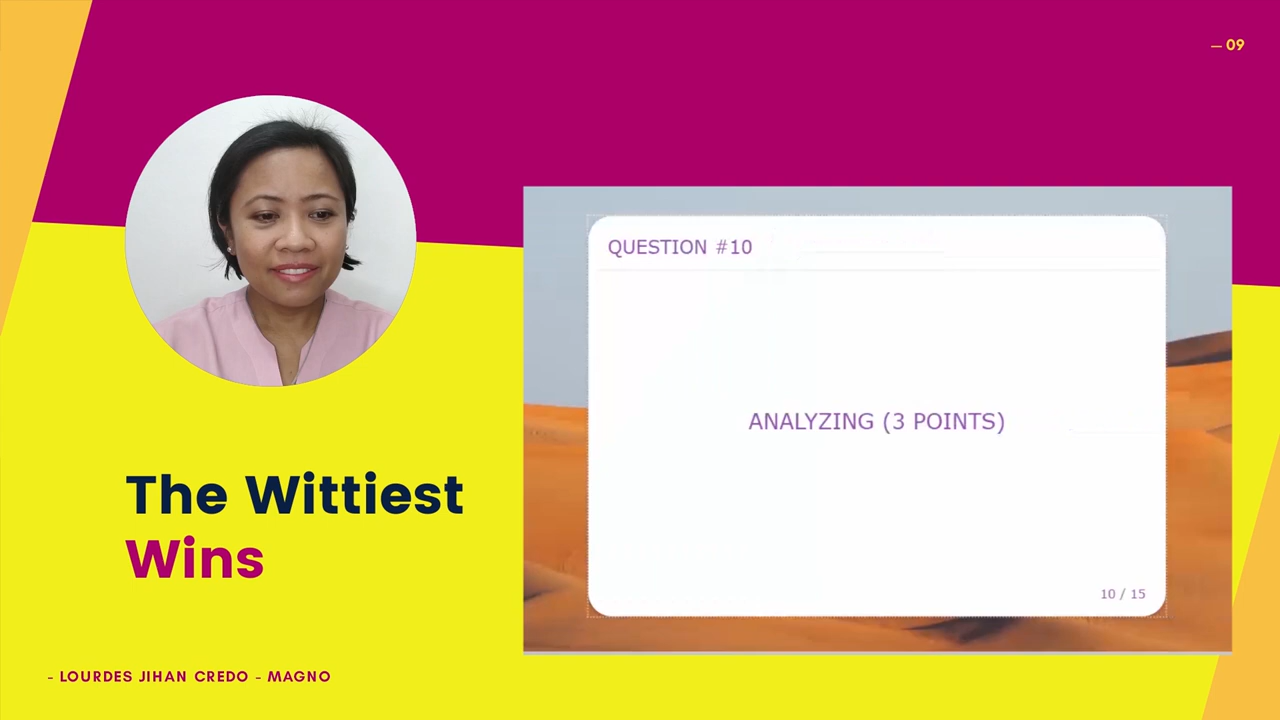 — 09
QUESTION #10
ANALYZING (3 POINTS)
10 / 15
The Wittiest
Wins
- LOURDES JIHAN CREDO - MAGNO